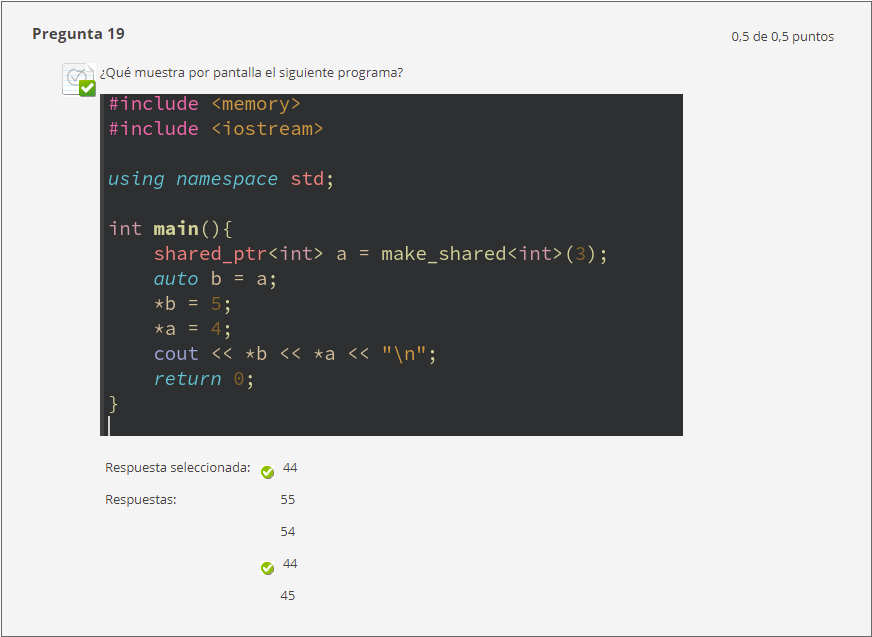 Pregunta 19
0,5 de 0,5 puntos
¿Qué muestra por pantalla el siguiente programa?
#include <memory>
#include <iostream>

using namespace std;

int main(){
    shared_ptr<int> a = make_shared<int>(3);
    auto b = a;
    *b = 5;
    *a = 4;
    cout << *b << *a << "\n";
    return 0;
}
Respuesta seleccionada: 44
Respuestas: 55
54
44
45